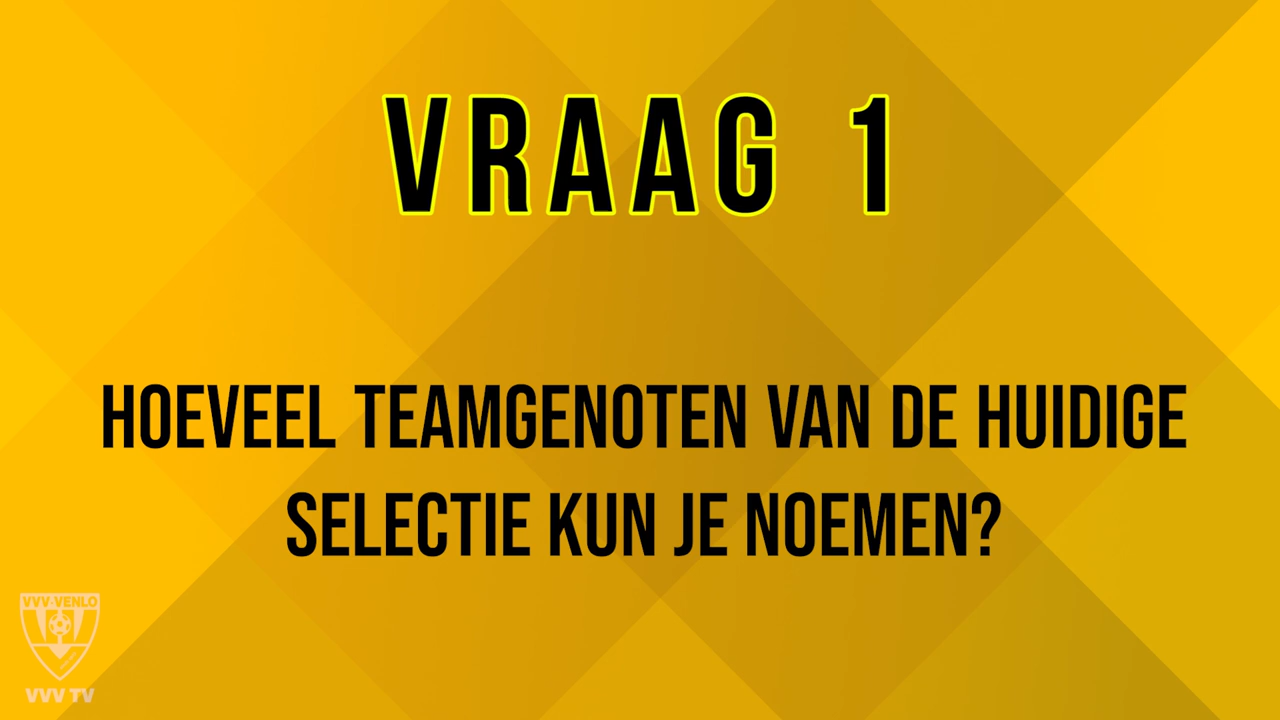 VRAAG 1
HOEVEEL TEAMGENOTEN VAN DE HUIDIGE
SELECTIE KUN JE NOEMEN?
VVV-VENLO
VVV TV